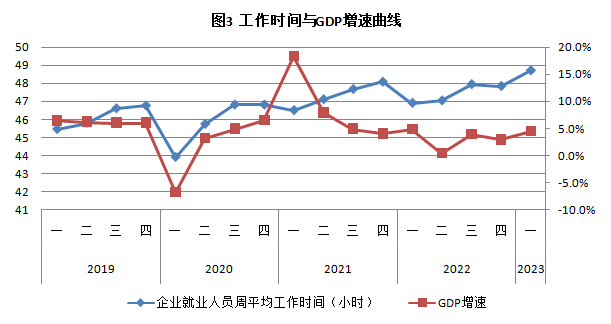 图3 工作时间与GDP增速曲线
50 20.0%
49 15.0%
48 10.0%
47 5.0%
46 0.0%
45 -5.0%
44 -10.0%
43
42
41
一 二 三 四 一 二 三 四 一 二 三 四 一 二 三 四 一
2019 2020 2021 2022 2023
企业就业人员周平均工作时间（小时） GDP增速